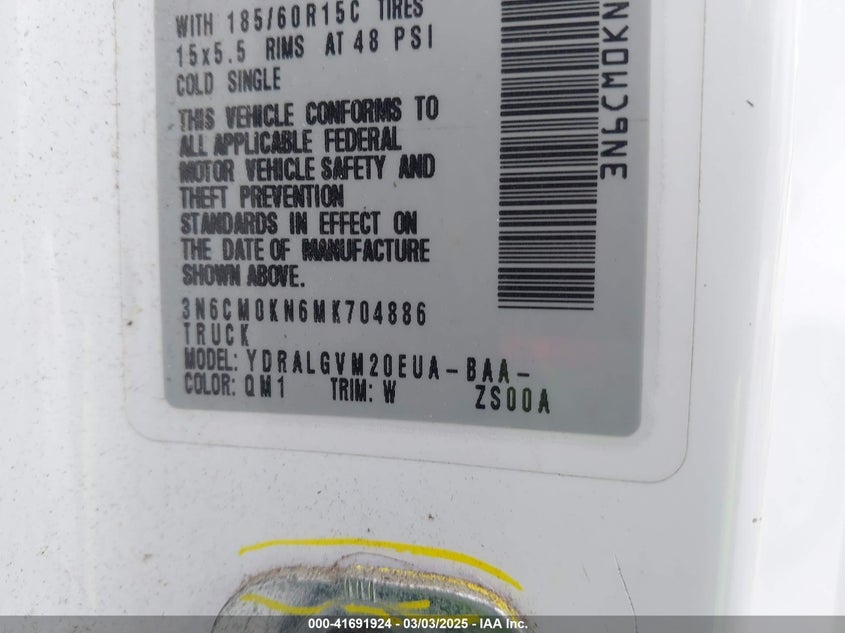 WITH 185/60R15C TIRES
15x5.5 RIMS AT 48 PSI
COLD SINGLE
THIS VEHICLE CONFORMS TO
ALL APPLICABLE FEDERAL
MOTOR VEHICLE SAFETY AND
THEFT PREVENTION
STANDARDS IN EFFECT ON
THE DATE OF MANUFACTURE
SHOWN ABOVE.
3N6CM0KN6MK704886
TRUCK
MODEL: YDRALGVM20EUA-BAA-
COLOR: QM1 TRIM: W ZS00A
3N6CM0KN
000-41691924 - 03/03/2025 - IAA Inc.